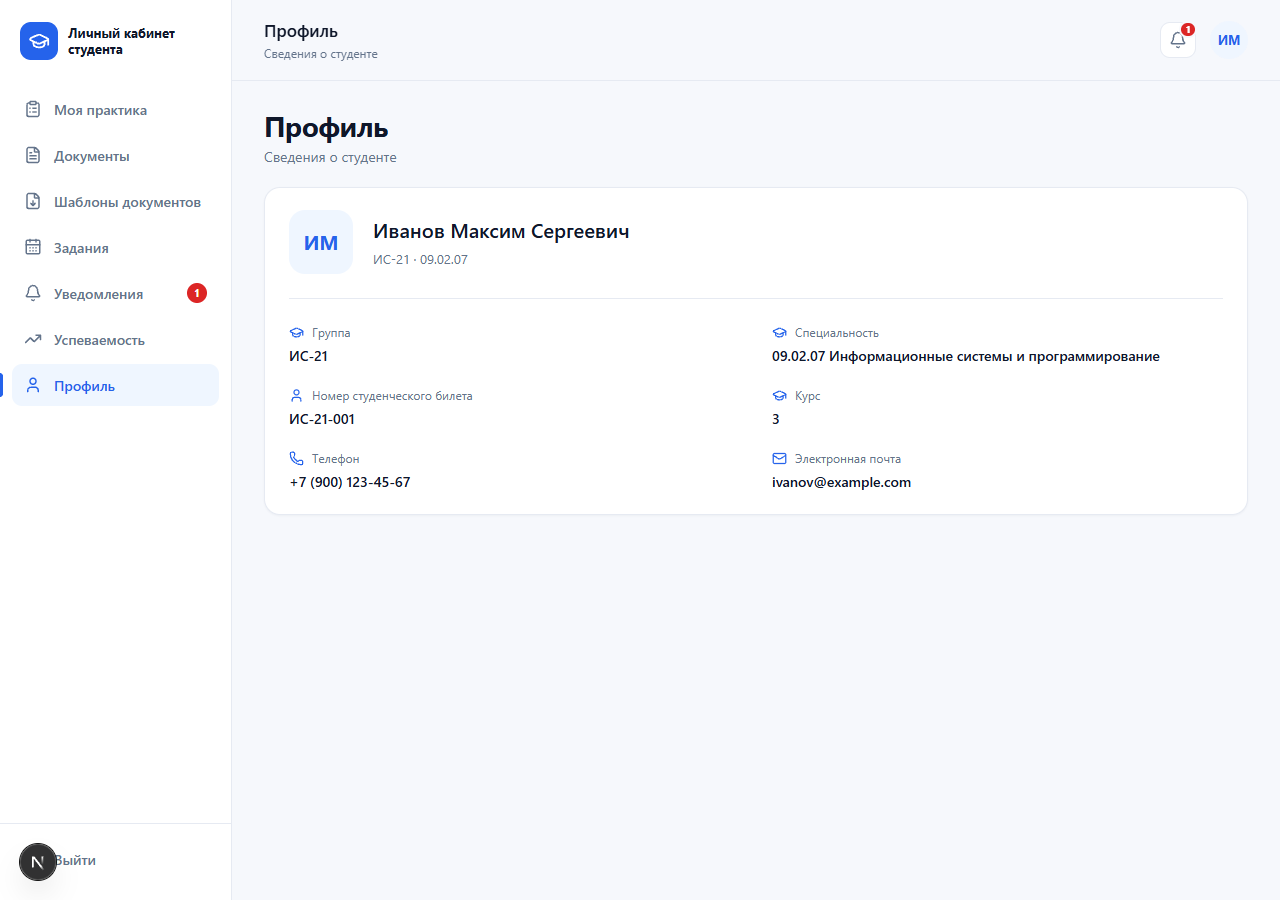 Личный кабинет
студента
Моя практика
Документы
Шаблоны документов
Задания
Уведомления 1
Успеваемость
Профиль
N Выйти
Профиль
Сведения о студенте
1
ИМ
Профиль
Сведения о студенте
ИМ
Иванов Максим Сергеевич
ИС-21 · 09.02.07
Группа
ИС-21
Специальность
09.02.07 Информационные системы и программирование
Номер студенческого билета
ИС-21-001
Курс
3
Телефон
+7 (900) 123-45-67
Электронная почта
ivanov@example.com